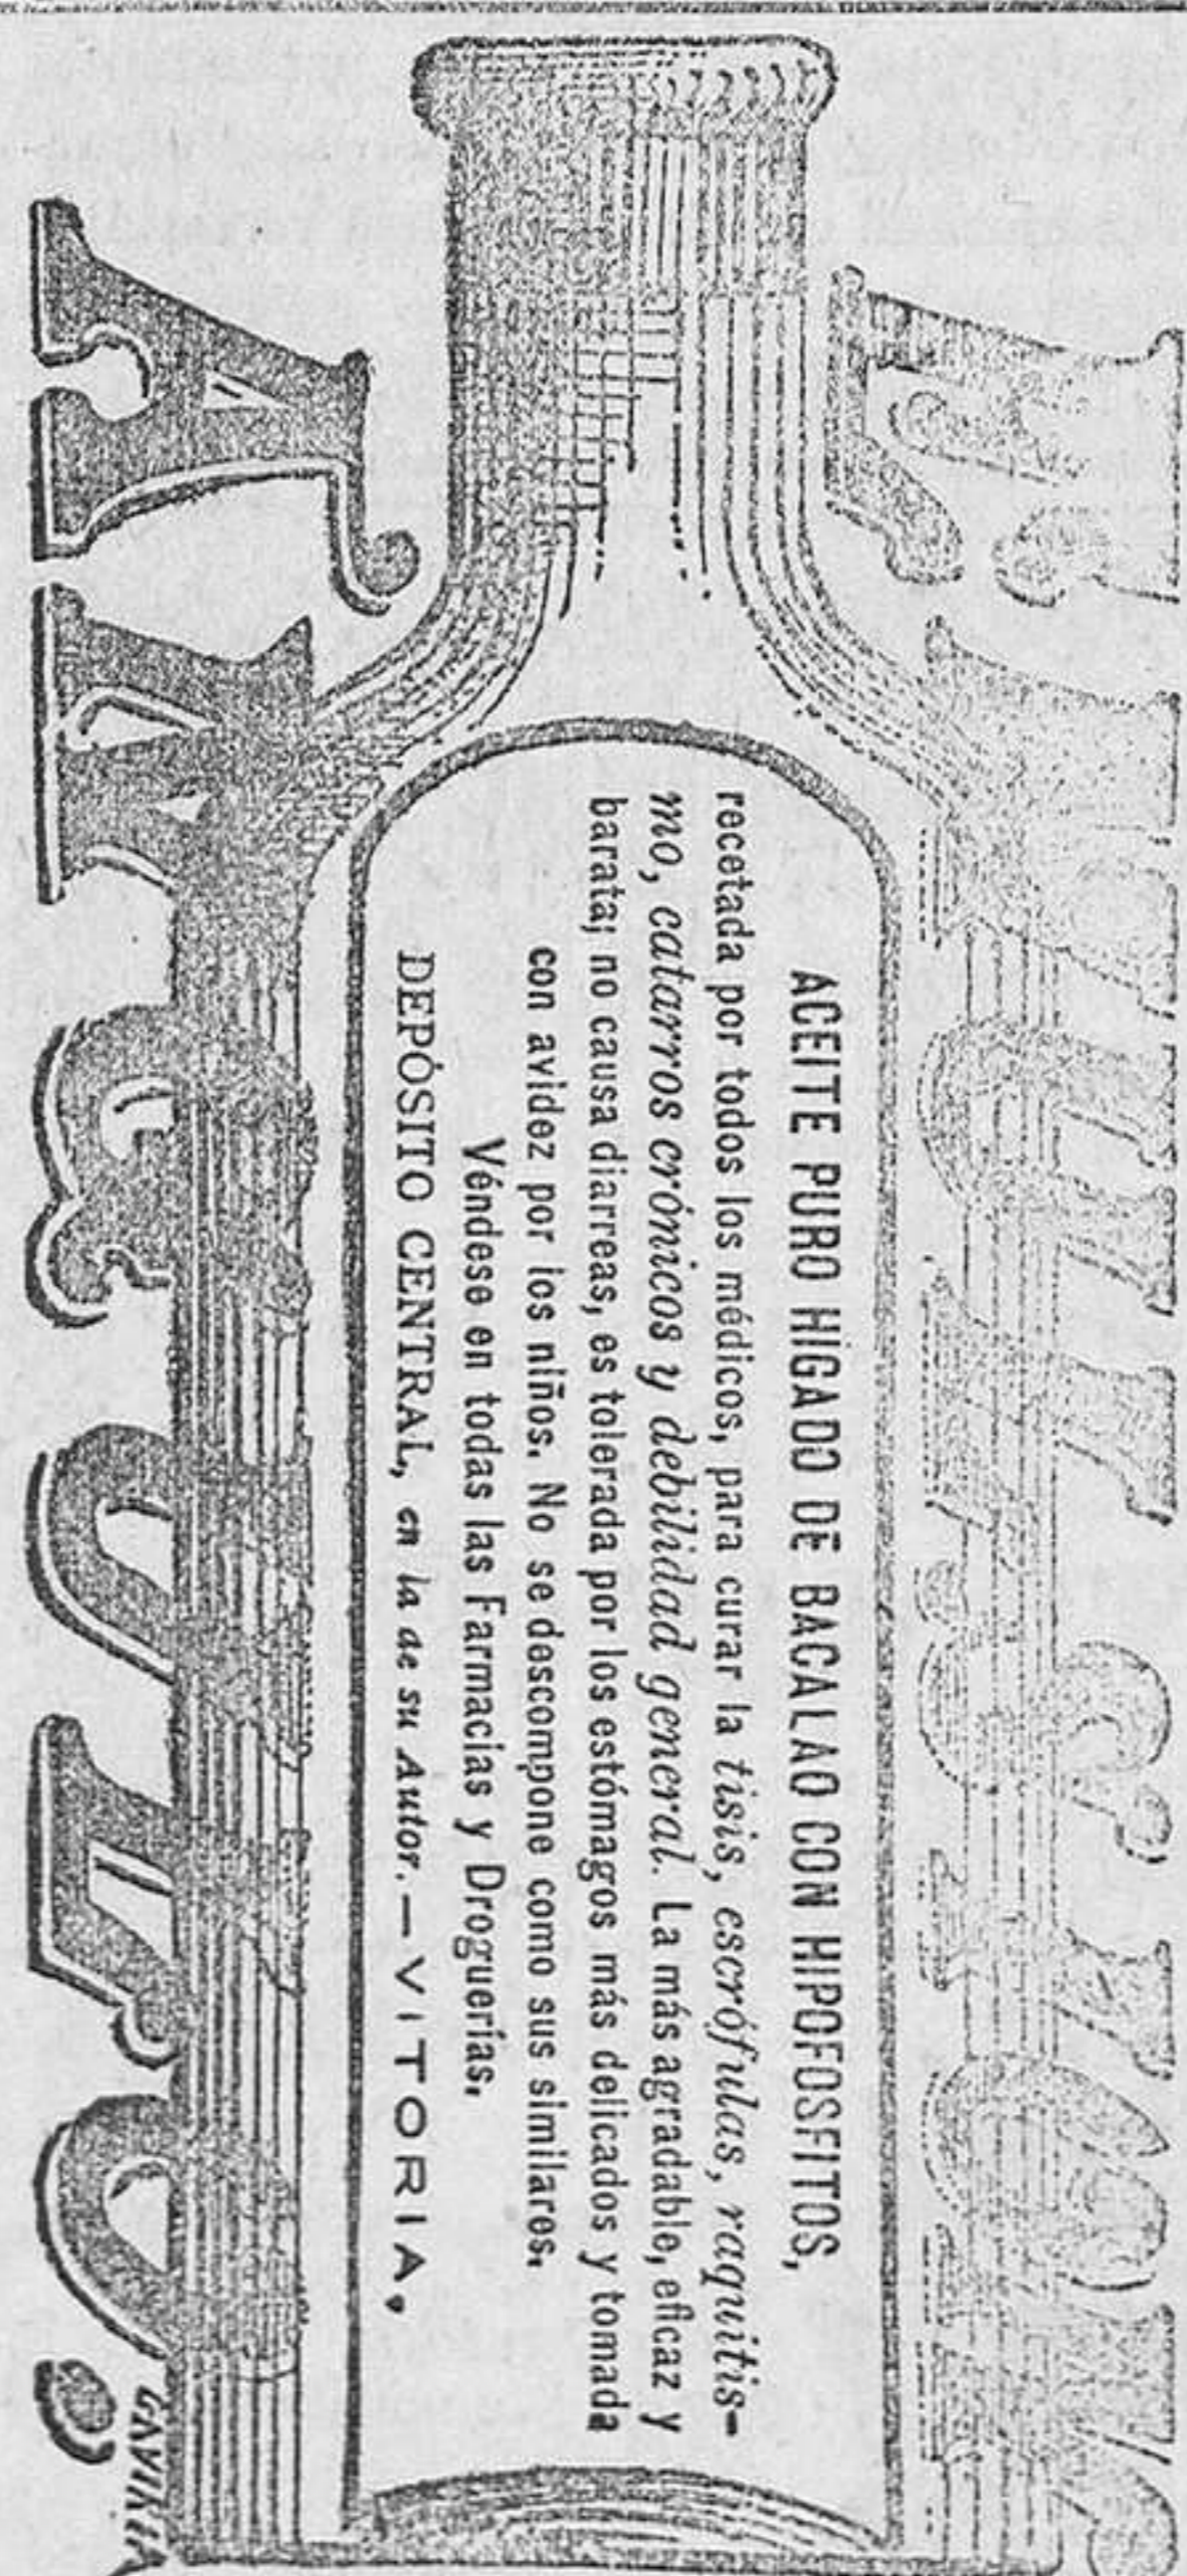 ACEITE PURO HIGADO DE BACALAO CON HIPOFOSFITOS,
recetada por todos los médicos, para curar la tisis, escrófulas, raquitis-
mo, catarros crónicos y debilidad general. La más agradable, eficaz y
barata; no causa diarreas, es tolerada por los estómagos más delicados y tomada
con avidez por los niños. No se descompone como sus similares.
Véndese en todas las Farmacias y Droguerías.
DEPÓSITO CENTRAL, en la de su Autor.—VITORIA.